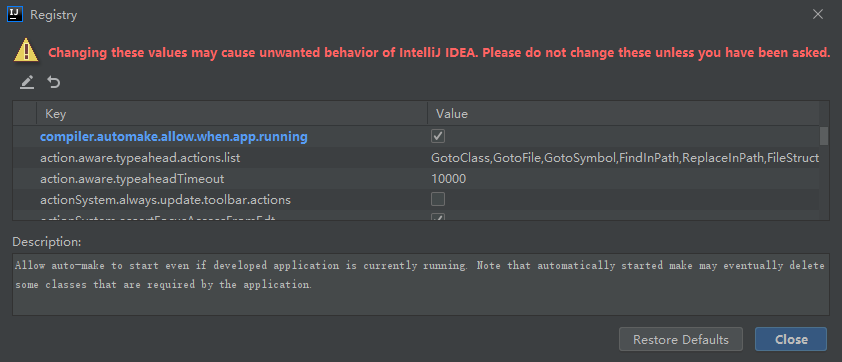 IJ
Registry
Changing these values may cause unwanted behavior of IntelliJ IDEA. Please do not change these unless you have been asked.
Key Value
compiler.automake.allow.when.app.running
action.aware.typeahead.actions.list GotoClass,GotoFile,GotoSymbol,FindInPath,ReplaceInPath,FileStruct
action.aware.typeaheadTimeout 10000
actionSystem.always.update.toolbar.actions
actionSystem.assertFocusAccessFromEdt
Description:
Allow auto-make to start even if developed application is currently running. Note that automatically started make may eventually delete
some classes that are required by the application.
Restore Defaults Close